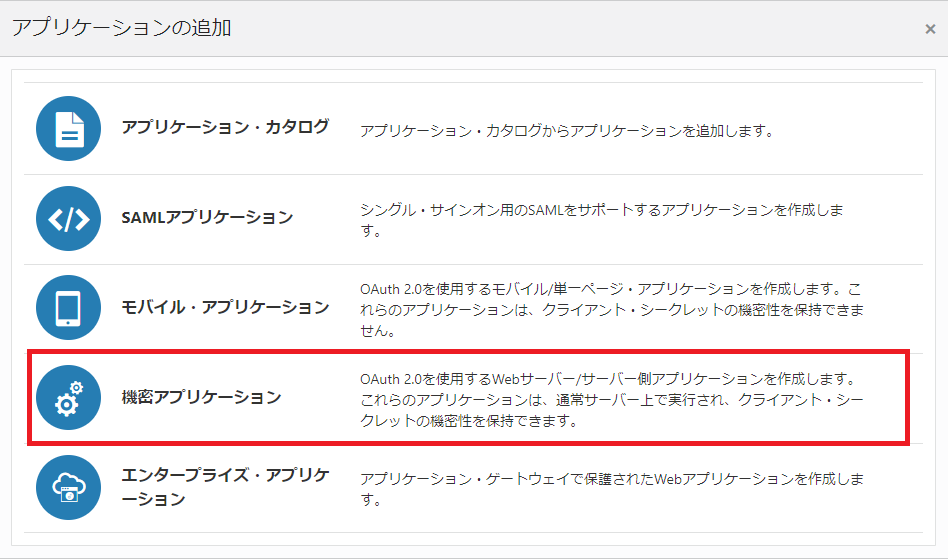 アプリケーションの追加
×
アプリケーション・カタログ
アプリケーション・カタログからアプリケーションを追加します。
SAMLアプリケーション
シングル・サインオン用のSAMLをサポートするアプリケーションを作成しま
す。
モバイル・アプリケーション
OAuth 2.0を使用するモバイル/単一ページ・アプリケーションを作成します。こ
れらのアプリケーションは、クライアント・シークレットの機密性を保持できま
せん。
機密アプリケーション
OAuth 2.0を使用するWebサーバー/サーバー側アプリケーションを作成します。
これらのアプリケーションは、通常サーバー上で実行され、クライアント・シー
クレットの機密性を保持できます。
エンタープライズ・アプリケ
ーション
アプリケーション・ゲートウェイで保護されたWebアプリケーションを作成しま
す。